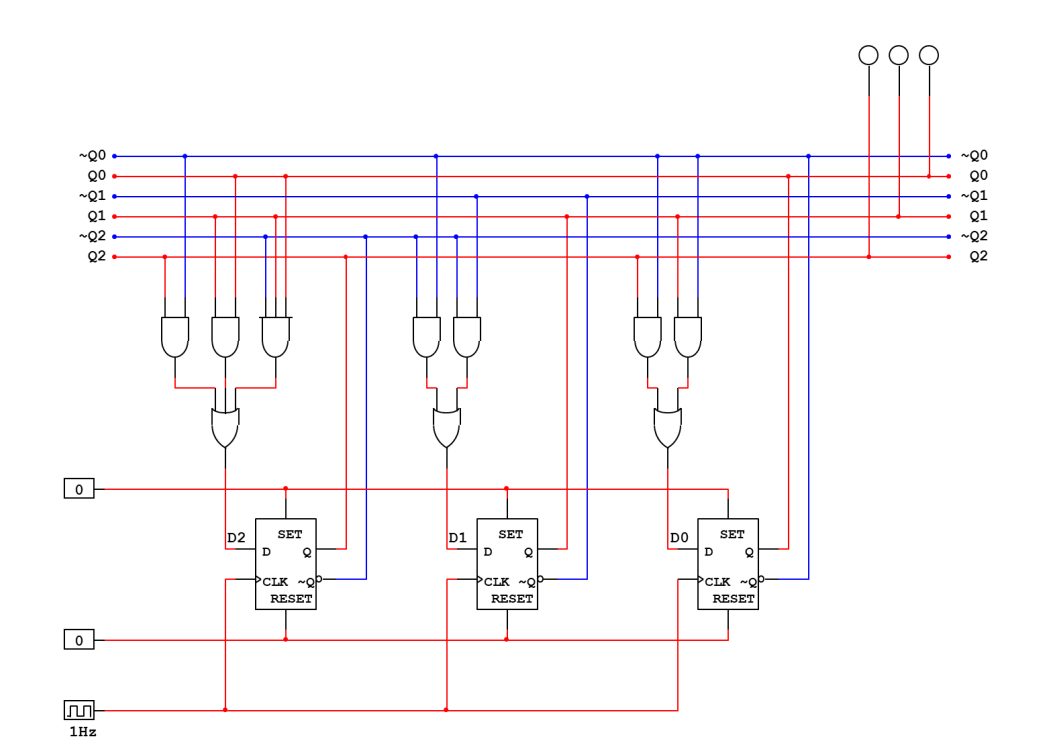 ~Q0 ~Q0
Q0 Q0
~Q1 ~Q1
Q1 Q1
~Q2 ~Q2
Q2 Q2
0
SET SET SET
D2 D1 D0
D Q D Q D Q
CLK ~Q CLK ~Q CLK ~Q
RESET RESET RESET
0
1Hz